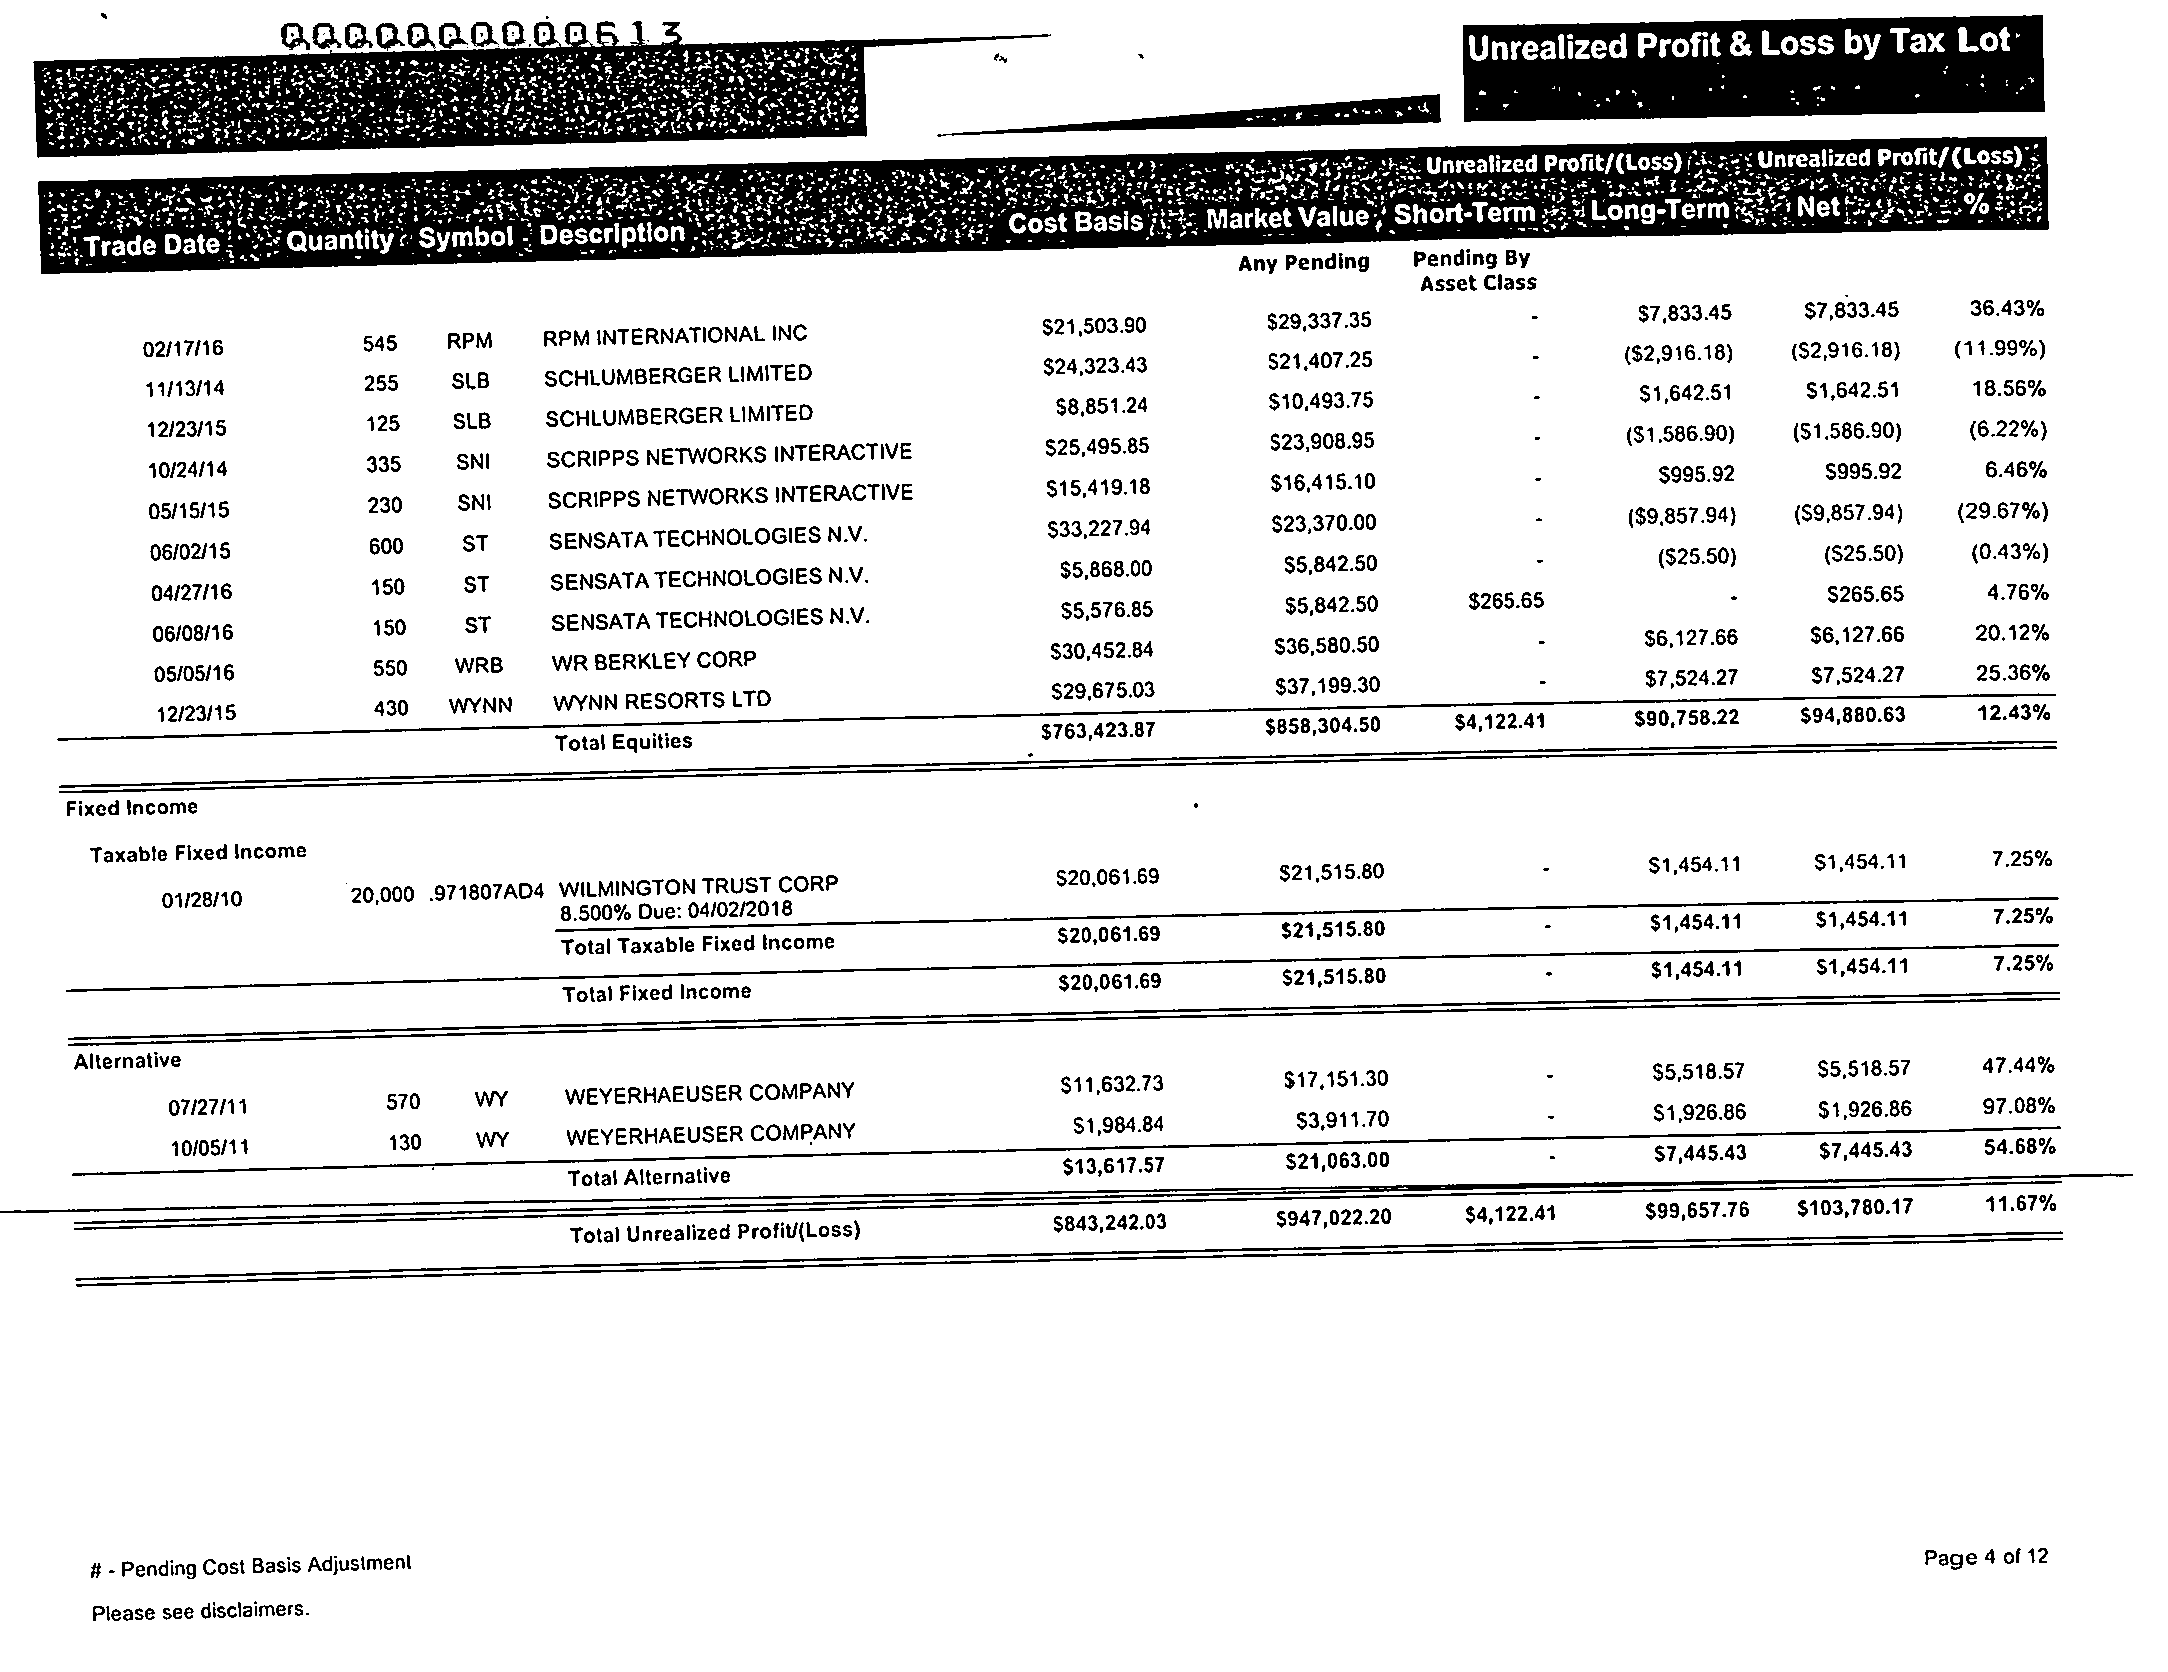 0000000000613
Unrealized Profit & Loss by Tax Lot
Unrealized Profit/(Loss) Unrealized Profit/(Loss)
Trade Date Quantity Symbol Description Cost Basis Market Value Short-Term Long-Term Net %
Any Pending Pending By
Asset Class
02/17/16 545 RPM RPM INTERNATIONAL INC $21,503.90 $29,337.35 - $7,833.45 $7,833.45 36.43%
11/13/14 255 SLB SCHLUMBERGER LIMITED $24,323.43 $21,407.25 - ($2,916.18) ($2,916.18) (11.99%)
12/23/15 125 SLB SCHLUMBERGER LIMITED $8,851.24 $10,493.75 - $1,642.51 $1,642.51 18.56%
10/24/14 335 SNI SCRIPPS NETWORKS INTERACTIVE $25,495.85 $23,908.95 - ($1,586.90) ($1,586.90) (6.22%)
05/15/15 230 SNI SCRIPPS NETWORKS INTERACTIVE $15,419.18 $16,415.10 - $995.92 $995.92 6.46%
06/02/15 600 ST SENSATA TECHNOLOGIES N.V. $33,227.94 $23,370.00 - ($9,857.94) ($9,857.94) (29.67%)
04/27/16 150 ST SENSATA TECHNOLOGIES N.V. $5,868.00 $5,842.50 - ($25.50) ($25.50) (0.43%)
06/08/16 150 ST SENSATA TECHNOLOGIES N.V. $5,576.85 $5,842.50 $265.65 - $265.65 4.76%
05/05/16 550 WRB WR BERKLEY CORP $30,452.84 $36,580.50 - $6,127.66 $6,127.66 20.12%
12/23/15 430 WYNN WYNN RESORTS LTD $29,675.03 $37,199.30 - $7,524.27 $7,524.27 25.36%
Total Equities $763,423.87 $858,304.50 $4,122.41 $90,758.22 $94,880.63 12.43%
Fixed Income
Taxable Fixed Income
01/28/10 20,000 .971807AD4 WILMINGTON TRUST CORP $20,061.69 $21,515.80 - $1,454.11 $1,454.11 7.25%
8.500% Due: 04/02/2018
Total Taxable Fixed Income $20,061.69 $21,515.80 - $1,454.11 $1,454.11 7.25%
Total Fixed Income $20,061.69 $21,515.80 - $1,454.11 $1,454.11 7.25%
Alternative
07/27/11 570 WY WEYERHAEUSER COMPANY $11,632.73 $17,151.30 - $5,518.57 $5,518.57 47.44%
10/05/11 130 WY WEYERHAEUSER COMPANY $1,984.84 $3,911.70 - $1,926.86 $1,926.86 97.08%
Total Alternative $13,617.57 $21,063.00 - $7,445.43 $7,445.43 54.68%
Total Unrealized Profit/(Loss) $843,242.03 $947,022.20 $4,122.41 $99,657.76 $103,780.17 11.67%
# - Pending Cost Basis Adjustment
Page 4 of 12
Please see disclaimers.